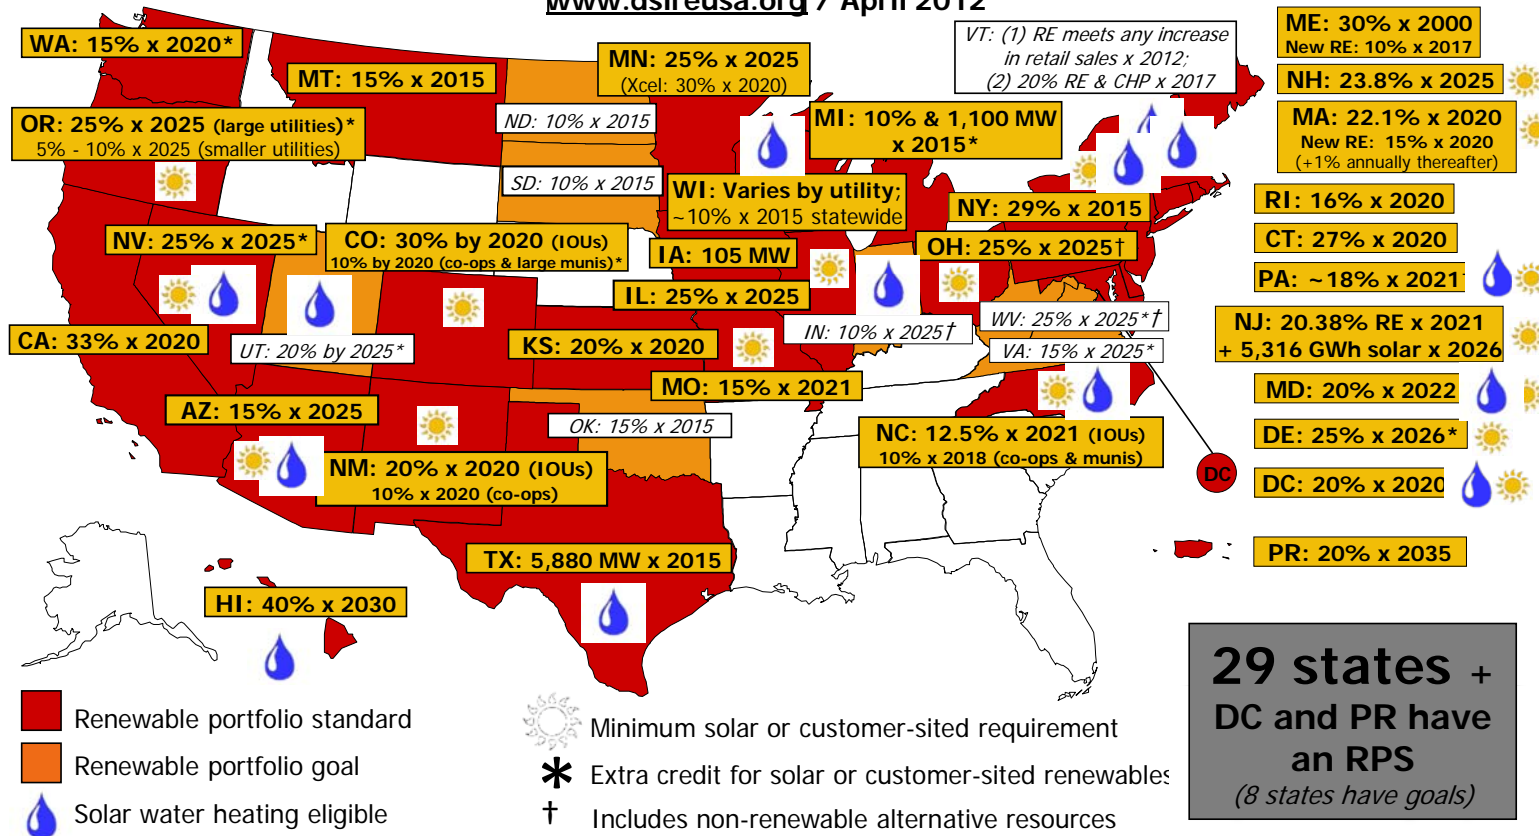 www.dsireusa.org / April 2012
WA: 15% x 2020*
MT: 15% x 2015
MN: 25% x 2025
(Xcel: 30% x 2020)
VT: (1) RE meets any increase
in retail sales x 2012;
(2) 20% RE & CHP x 2017
ME: 30% x 2000
New RE: 10% x 2017
NH: 23.8% x 2025
OR: 25% x 2025 (large utilities)*
5% - 10% x 2025 (smaller utilities)
ND: 10% x 2015
MI: 10% & 1,100 MW
x 2015*
MA: 22.1% x 2020
New RE: 15% x 2020
(+1% annually thereafter)
SD: 10% x 2015
WI: Varies by utility;
~10% x 2015 statewide
NY: 29% x 2015
RI: 16% x 2020
NV: 25% x 2025*
CO: 30% by 2020 (IOUs)
10% by 2020 (co-ops & large munis)*
IA: 105 MW
OH: 25% x 2025†
CT: 27% x 2020
IL: 25% x 2025
PA: ~18% x 2021†
CA: 33% x 2020
UT: 20% by 2025*
KS: 20% x 2020
IN: 10% x 2025†
WV: 25% x 2025*†
VA: 15% x 2025*
NJ: 20.38% RE x 2021
+ 5,316 GWh solar x 2026
MO: 15% x 2021
MD: 20% x 2022
AZ: 15% x 2025
OK: 15% x 2015
NC: 12.5% x 2021 (IOUs)
10% x 2018 (co-ops & munis)
DE: 25% x 2026*
NM: 20% x 2020 (IOUs)
10% x 2020 (co-ops)
DC
DC: 20% x 2020
TX: 5,880 MW x 2015
PR: 20% x 2035
HI: 40% x 2030
29 states +
DC and PR have
an RPS
(8 states have goals)
Renewable portfolio standard
Renewable portfolio goal
Solar water heating eligible
Minimum solar or customer-sited requirement
* Extra credit for solar or customer-sited renewables
† Includes non-renewable alternative resources